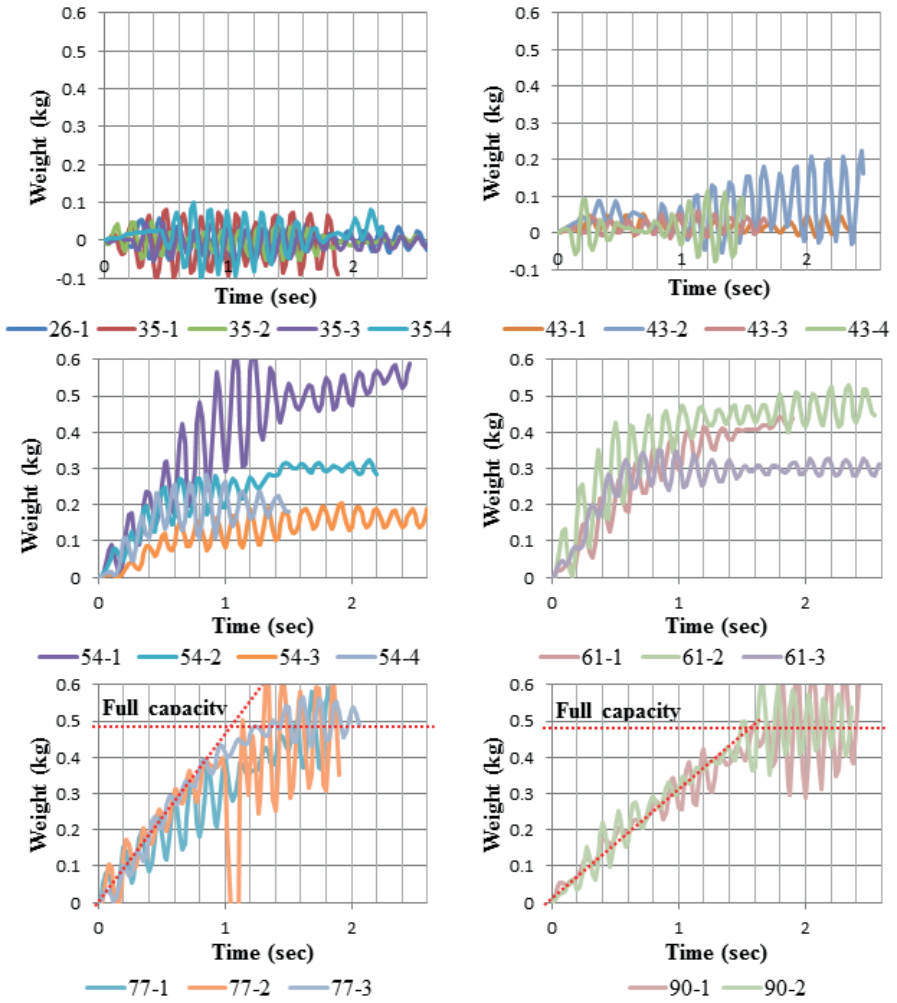 0.6
0.5
0.4
0.3
0.2
0.1
0
-0.1
Weight (kg)
0 1 2
Time (sec)
26-1 35-1 35-2 35-3 35-4
0.6
0.5
0.4
0.3
0.2
0.1
0
-0.1
Weight (kg)
0 1 2
Time (sec)
43-1 43-2 43-3 43-4
0.6
0.5
0.4
0.3
0.2
0.1
0
Weight (kg)
0 1 2
Time (sec)
54-1 54-2 54-3 54-4
0.6
0.5
0.4
0.3
0.2
0.1
0
Weight (kg)
0 1 2
Time (sec)
61-1 61-2 61-3
0.6
0.5
0.4
0.3
0.2
0.1
0
Weight (kg)
Full capacity
0 1 2
Time (sec)
77-1 77-2 77-3
0.6
0.5
0.4
0.3
0.2
0.1
0
Weight (kg)
Full capacity
0 1 2
Time (sec)
90-1 90-2